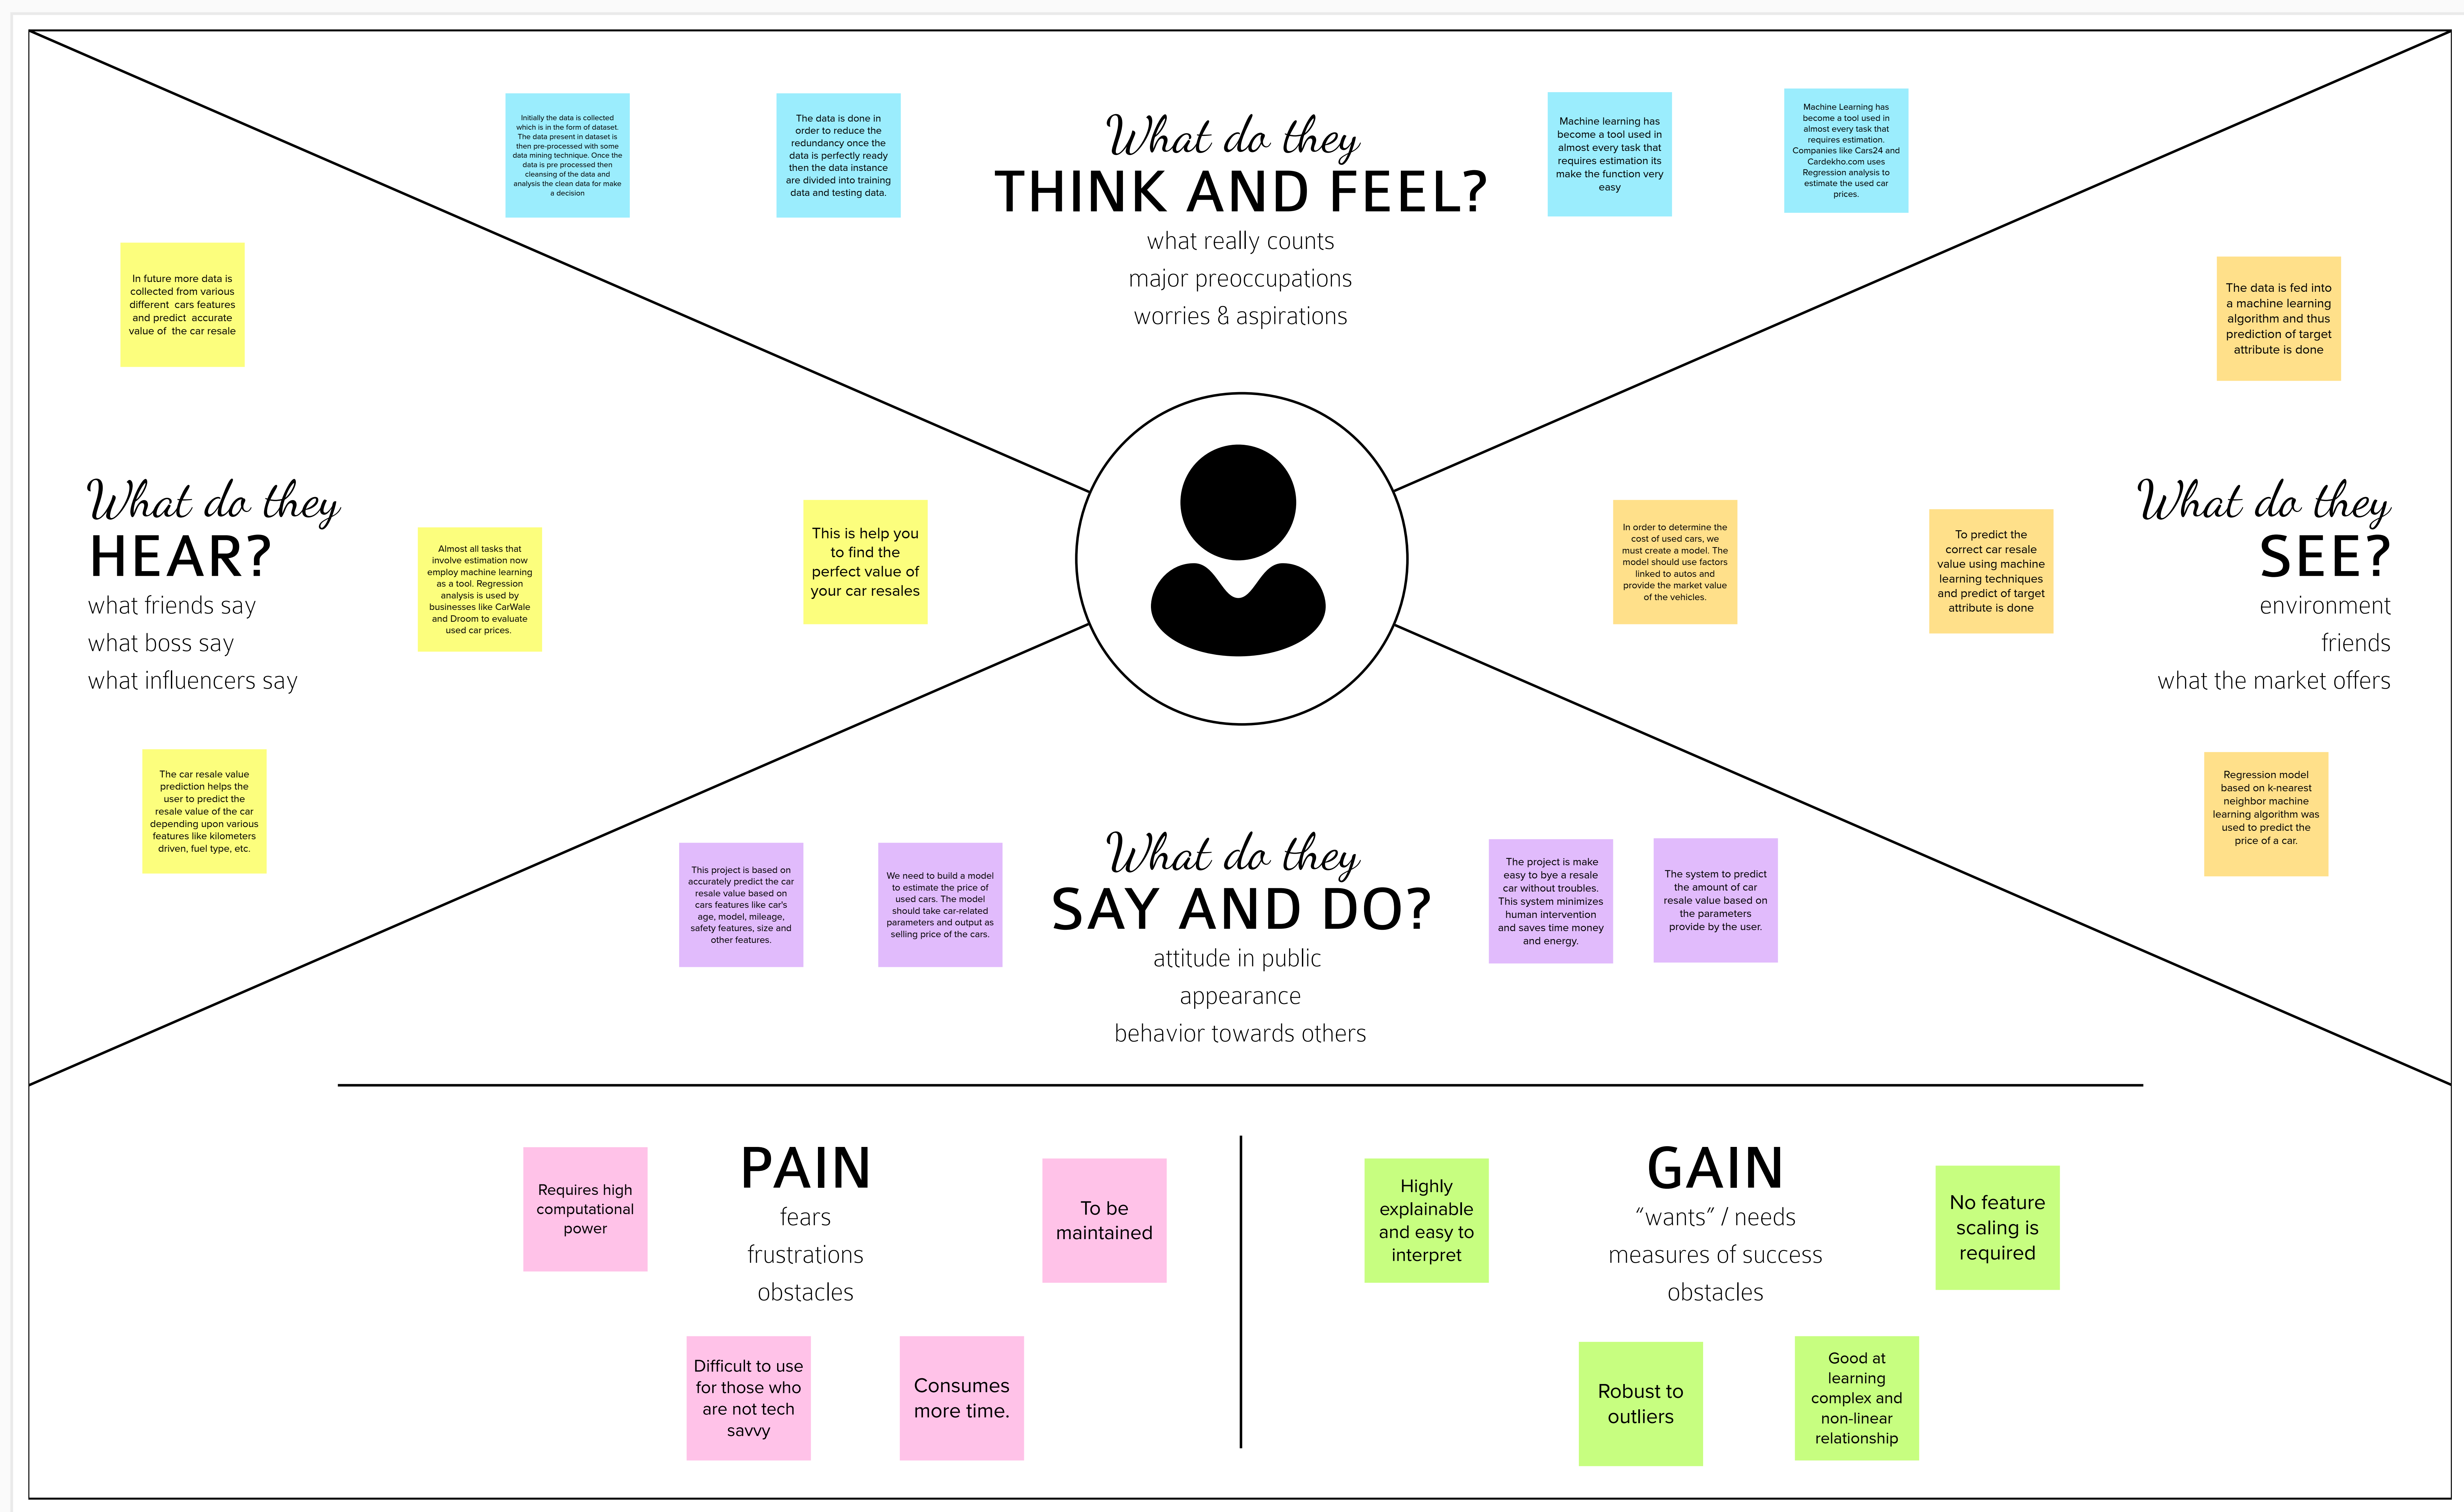 Initially the data is collected
which is in the form of dataset.
The data present in dataset is
then pre-processed with some
data mining technique. Once the
data is pre processed then
cleansing of the data and
analysis the clean data for make
a decision
The data is done in
order to reduce the
redundancy once the
data is perfectly ready
then the data instance
are divided into training
data and testing data.
What do they
THINK AND FEEL?
what really counts
major preoccupations
worries & aspirations
Machine learning has
become a tool used in
almost every task that
requires estimation its
make the function very
easy
Machine Learning has
become a tool used in
almost every task that
requires estimation.
Companies like Cars24 and
Cardekho.com uses
Regression analysis to
estimate the used car
prices.
In future more data is
collected from various
different cars features
and predict accurate
value of the car resale
What do they
HEAR?
what friends say
what boss say
what influencers say
Almost all tasks that
involve estimation now
employ machine learning
as a tool. Regression
analysis is used by
businesses like CarWale
and Droom to evaluate
used car prices.
This is help you
to find the
perfect value of
your car resales
The car resale value
prediction helps the
user to predict the
resale value of the car
depending upon various
features like kilometers
driven, fuel type, etc.
The data is fed into
a machine learning
algorithm and thus
prediction of target
attribute is done
In order to determine the
cost of used cars, we
must create a model. The
model should use factors
linked to autos and
provide the market value
of the vehicles.
To predict the
correct car resale
value using machine
learning techniques
and predict of target
attribute is done
What do they
SEE?
environment
friends
what the market offers
Regression model
based on k-nearest
neighbor machine
learning algorithm was
used to predict the
price of a car.
This project is based on
accurately predict the car
resale value based on
cars features like car's
age, model, mileage,
safety features, size and
other features.
We need to build a model
to estimate the price of
used cars. The model
should take car-related
parameters and output as
selling price of the cars.
What do they
SAY AND DO?
attitude in public
appearance
behavior towards others
The project is make
easy to bye a resale
car without troubles.
This system minimizes
human intervention
and saves time money
and energy.
The system to predict
the amount of car
resale value based on
the parameters
provide by the user.
Requires high
computational
power
PAIN
fears
frustrations
obstacles
To be
maintained
Difficult to use
for those who
are not tech
savvy
Consumes
more time.
Highly
explainable
and easy to
interpret
GAIN
“wants” / needs
measures of success
obstacles
No feature
scaling is
required
Robust to
outliers
Good at
learning
complex and
non-linear
relationship